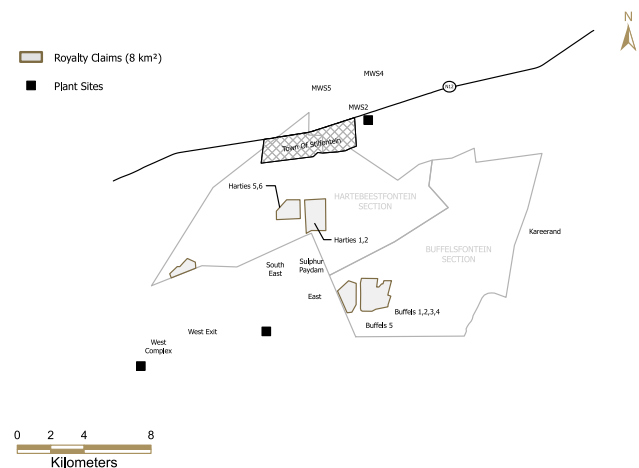 N
Royalty Claims (8 km²)
Plant Sites
MWS4
MWS5
N12
MWS2
Town Of Stilfontein
Harties 5,6
HARTEBEESTFONTEIN
SECTION
Harties 1,2
BUFFELSFONTEIN
SECTION
Kareerand
South
East
Sulphur
Paydam
East
Buffels 1,2,3,4
Buffels 5
West Exit
West
Complex
0 2 4 8
Kilometers